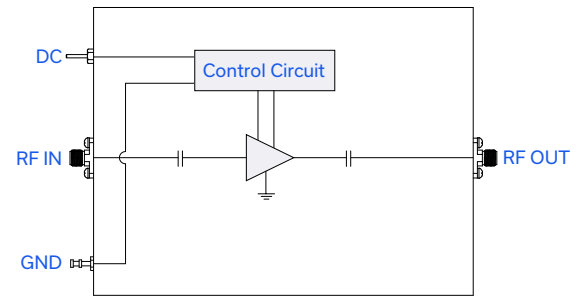 DC
Control Circuit
RF IN
RF OUT
GND